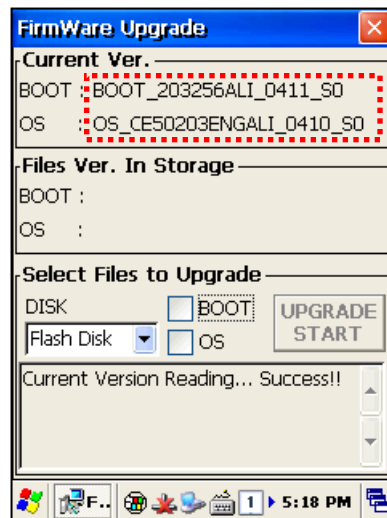 FirmWare Upgrade
Current Ver.
BOOT : BOOT_203256ALI_0411_S0
OS : OS_CE50203ENGALI_0410_S0
Files Ver. In Storage
BOOT :
OS :
Select Files to Upgrade
DISK
BOOT
UPGRADE START
Flash Disk
OS
Current Version Reading... Success!!
F.. 1 5:18 PM